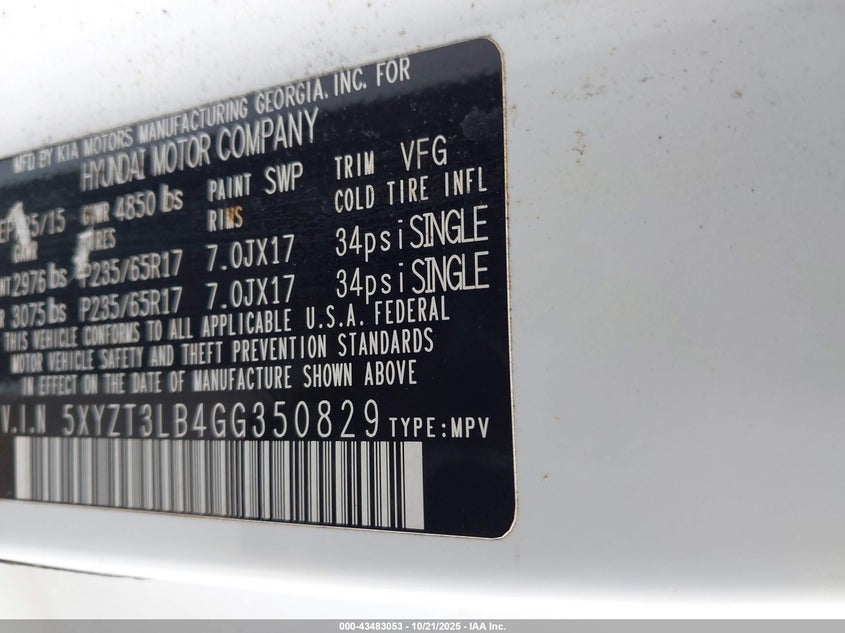 MFD BY KIA MOTORS MANUFACTURING GEORGIA, INC. FOR
HYUNDAI MOTOR COMPANY
5/15 GVWR 4850 lbs PAINT SWP TRIM VFG
RIMS COLD TIRE INFL
2976 lbs P235/65R17 7.0JX17 34psi SINGLE
3075 lbs P235/65R17 7.0JX17 34psi SINGLE
THIS VEHICLE CONFORMS TO ALL APPLICABLE U.S.A. FEDERAL
MOTOR VEHICLE SAFETY AND THEFT PREVENTION STANDARDS
IN EFFECT ON THE DATE OF MANUFACTURE SHOWN ABOVE
V.I.N 5XYZT3LB4GG350829 TYPE:MPV
000-43483053 - 10/21/2025 - IAA Inc.